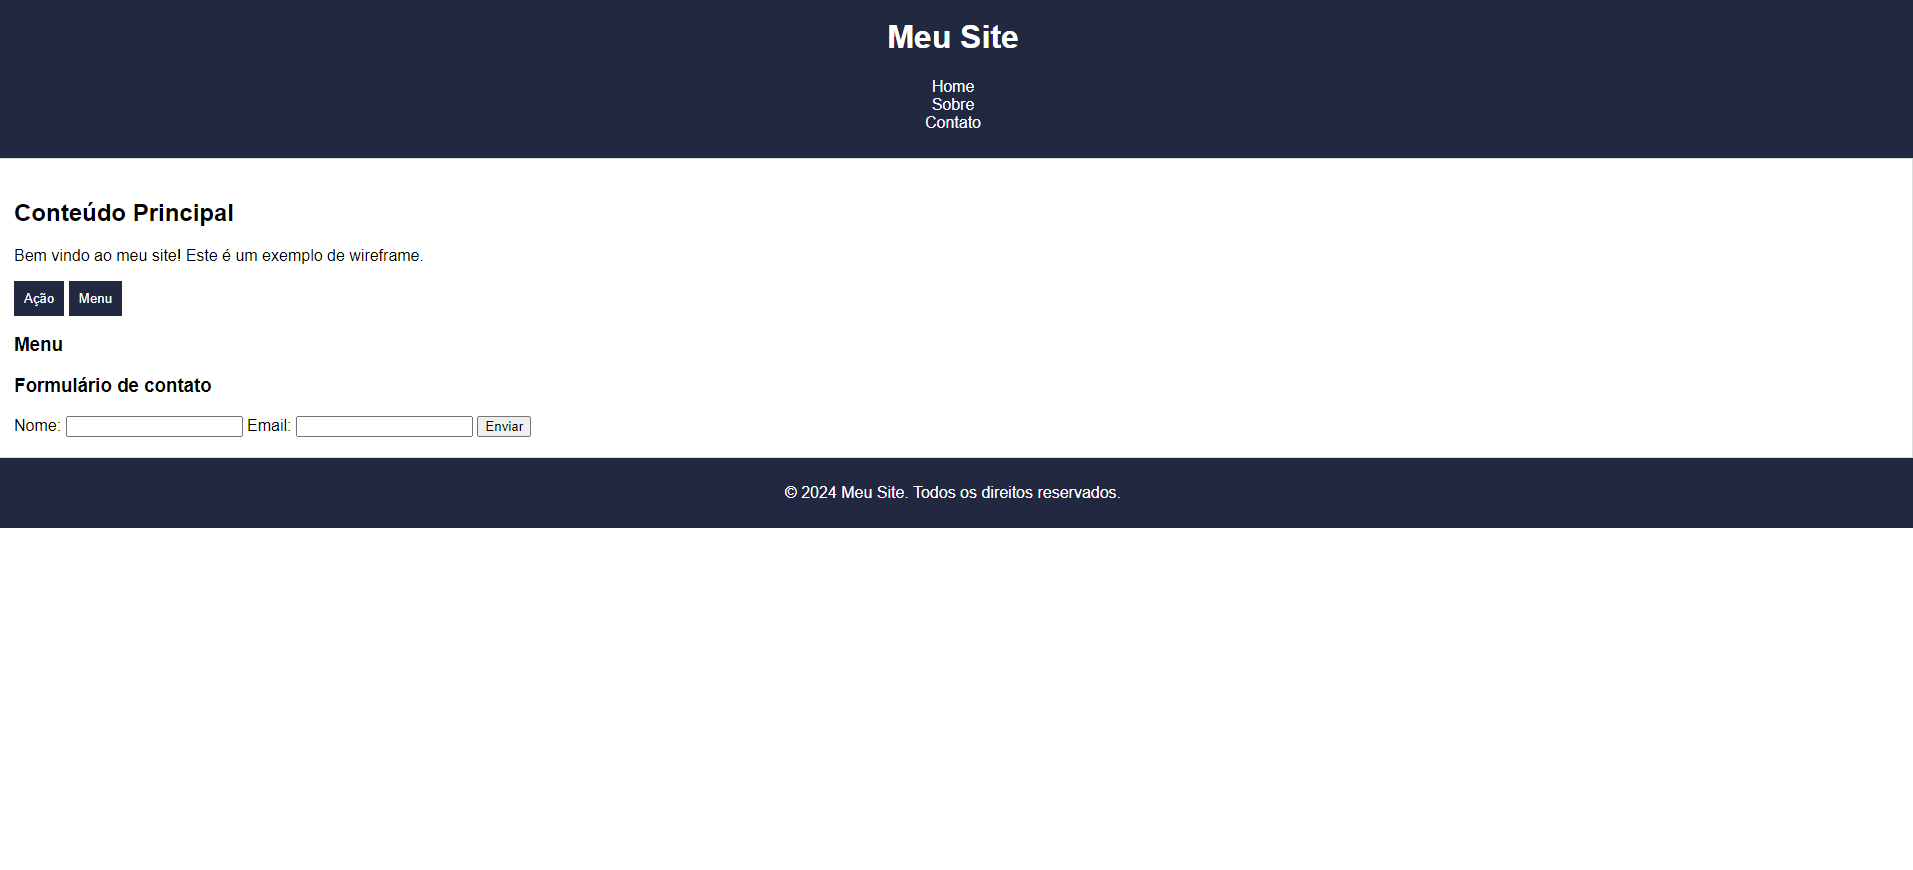 Meu Site
Home
Sobre
Contato
Conteúdo Principal
Bem vindo ao meu site! Este é um exemplo de wireframe.
Ação Menu
Menu
Formulário de contato
Nome: Email: Enviar
© 2024 Meu Site. Todos os direitos reservados.